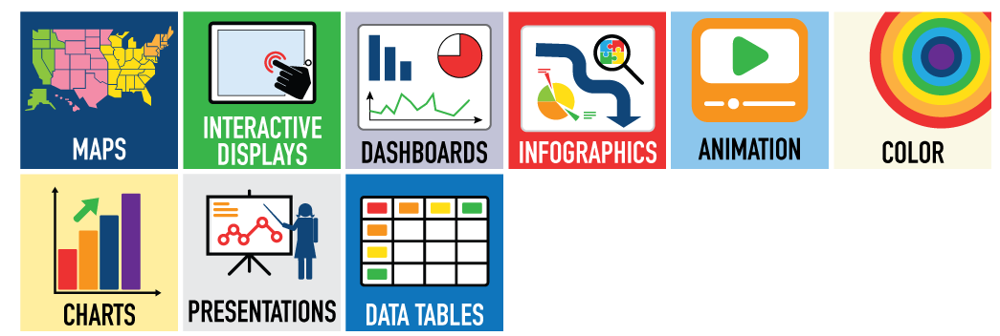 MAPS
INTERACTIVE
DISPLAYS
DASHBOARDS
INFOGRAPHICS
ANIMATION
COLOR
CHARTS
PRESENTATIONS
DATA TABLES